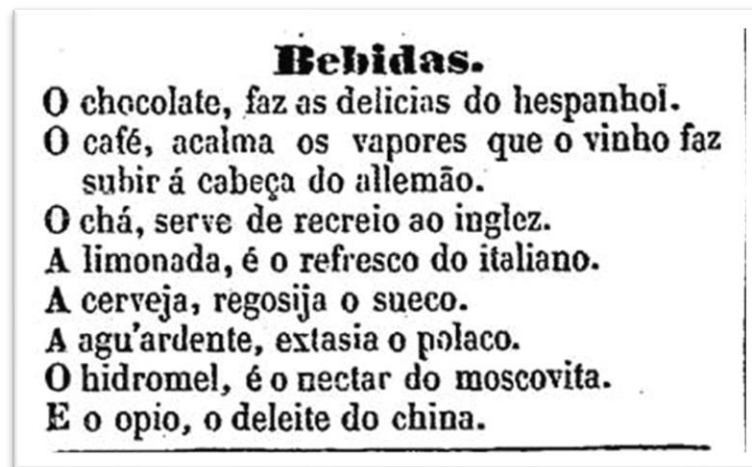 Bebidas.
O chocolate, faz as delicias do hespanhol.
O café, acalma os vapores que o vinho faz
subir á cabeça do allemão.
O chá, serve de recreio ao inglez.
A limonada, é o refresco do italiano.
A cerveja, regosija o sueco.
A agu'ardente, extasia o polaco.
O hidromel, é o nectar do moscovita.
E o opio, o deleite do china.